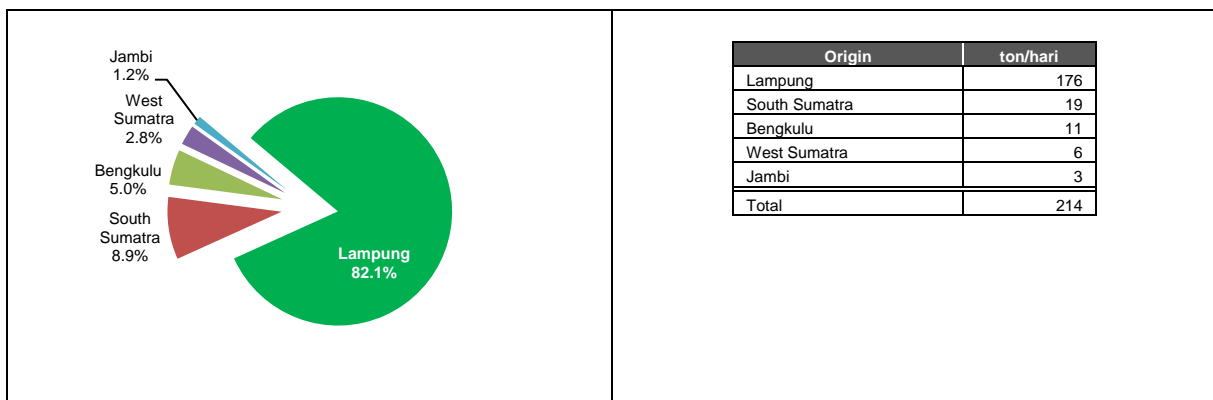 Jambi
1.2%
West
Sumatra
2.8%
Bengkulu
5.0%
South
Sumatra
8.9%
Lampung
82.1%
Origin ton/hari
Lampung 176
South Sumatra 19
Bengkulu 11
West Sumatra 6
Jambi 3
Total 214